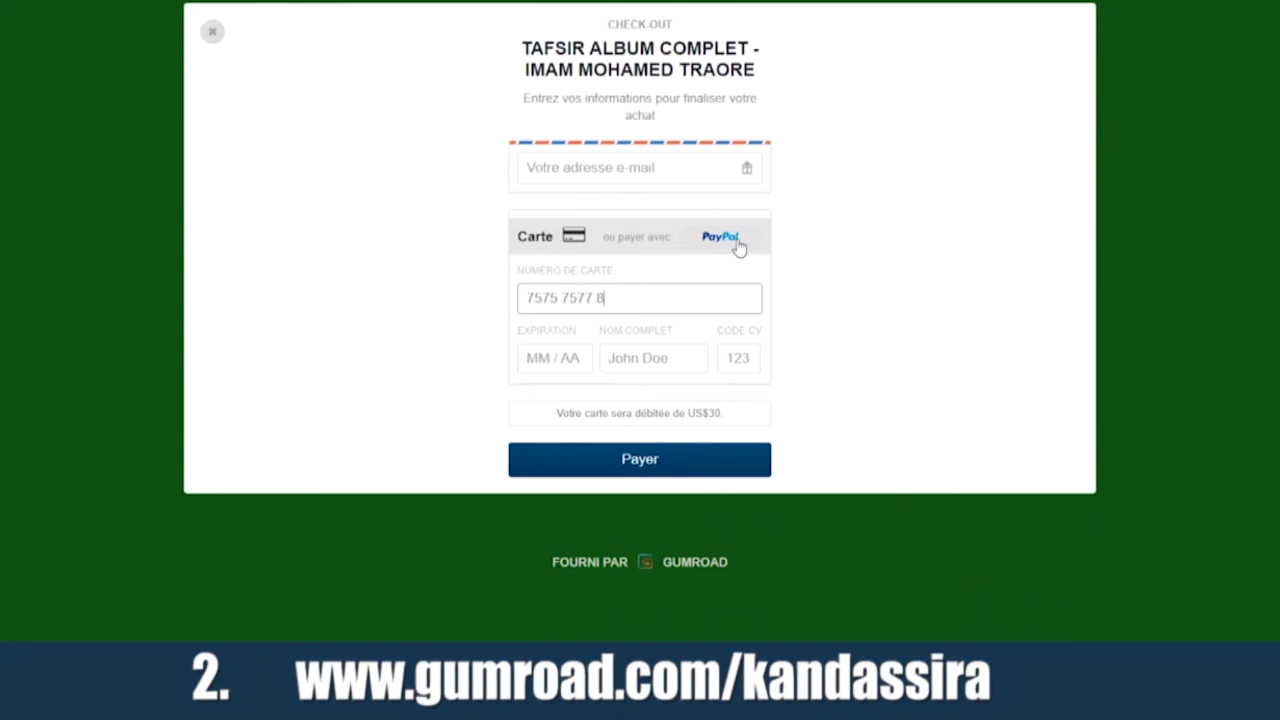 CHECK-OUT
TAFSIR ALBUM COMPLET -
IMAM MOHAMED TRAORE
Entrez vos informations pour finaliser votre
achat
Votre adresse e-mail
Carte ou payer avec PayPal
NUMÉRO DE CARTE
7575 7577 8
EXPIRATION NOM COMPLET CODE CV
MM / AA John Doe 123
Votre carte sera débitée de US$30.
Payer
FOURNI PAR GUMROAD
2. www.gumroad.com/kandassira